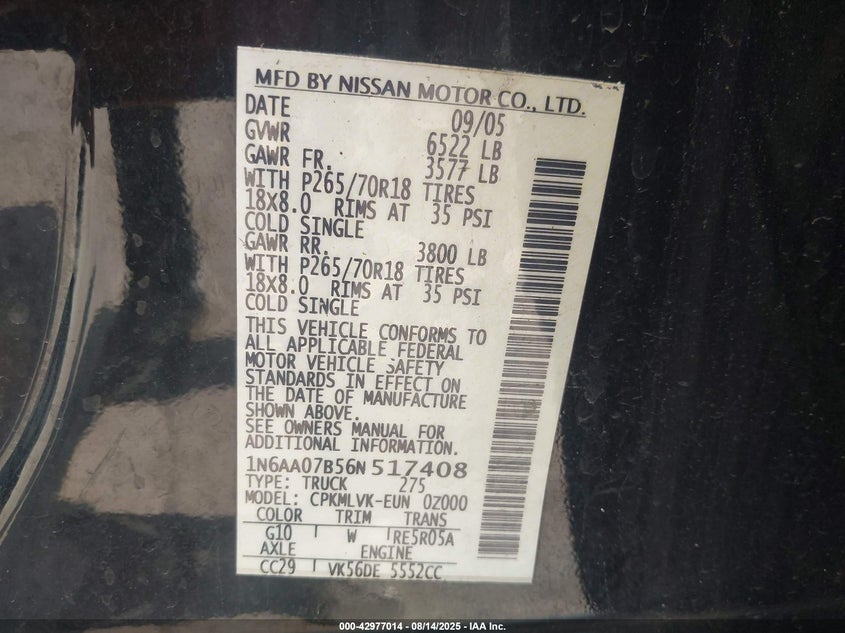 MFD BY NISSAN MOTOR CO., LTD.
DATE 09/05
GVWR 6522 LB
GAWR FR. 3577 LB
WITH P265/70R18 TIRES
18X8.0 RIMS AT 35 PSI
COLD SINGLE
GAWR RR. 3800 LB
WITH P265/70R18 TIRES
18X8.0 RIMS AT 35 PSI
COLD SINGLE
THIS VEHICLE CONFORMS TO
ALL APPLICABLE FEDERAL
MOTOR VEHICLE SAFETY
STANDARDS IN EFFECT ON
THE DATE OF MANUFACTURE
SHOWN ABOVE.
SEE OWNERS MANUAL FOR
ADDITIONAL INFORMATION.
1N6AA07B56N517408
TYPE: TRUCK 275
MODEL: CPKMLVK-EUN 0Z000
COLOR TRIM TRANS
G10 W RE5R05A
AXLE ENGINE
CC29 VK56DE 5552CC
000-42977014 - 08/14/2025 - IAA Inc.